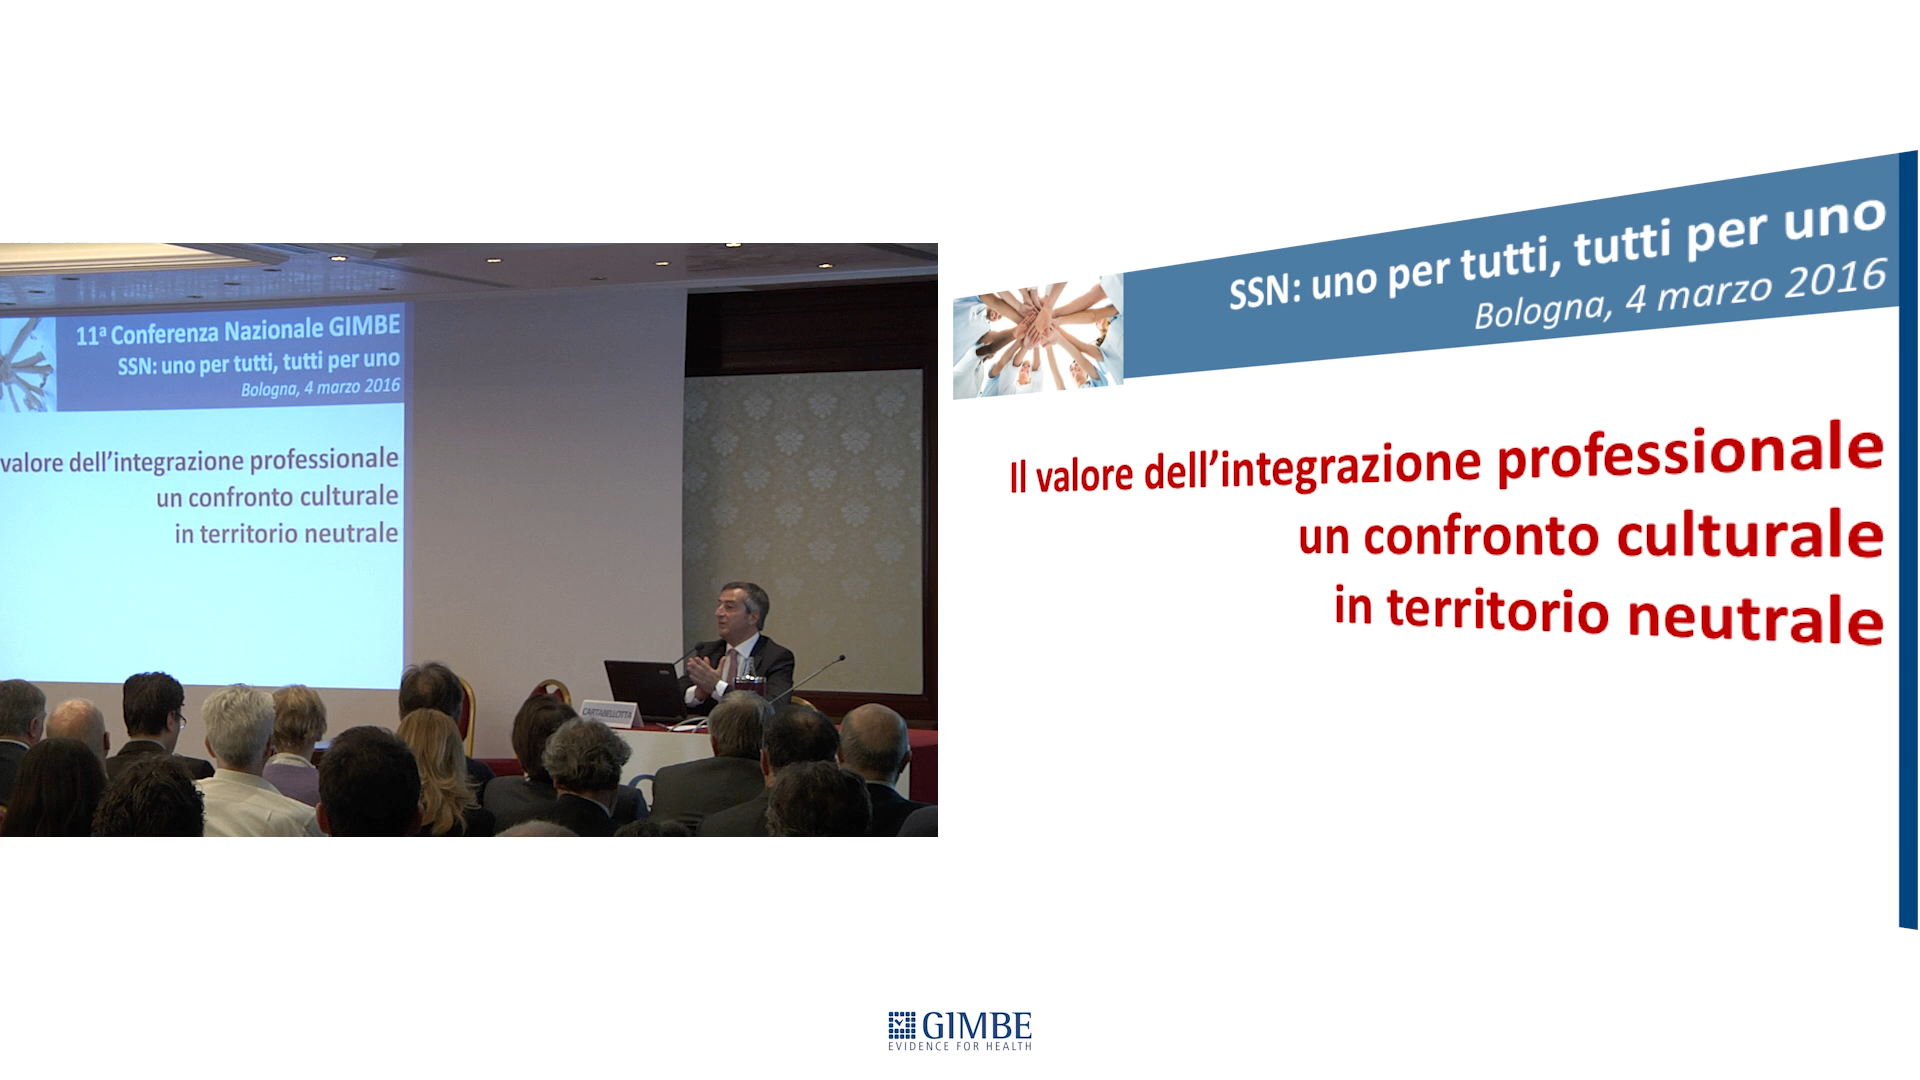 11ª Conferenza Nazionale GIMBE
SSN: uno per tutti, tutti per uno
Bologna, 4 marzo 2016
valore dell'integrazione professionale
un confronto culturale
in territorio neutrale
CARTABELLOTTA
SSN: uno per tutti, tutti per uno
Bologna, 4 marzo 2016
Il valore dell'integrazione professionale
un confronto culturale
in territorio neutrale
GIMBE
EVIDENCE FOR HEALTH